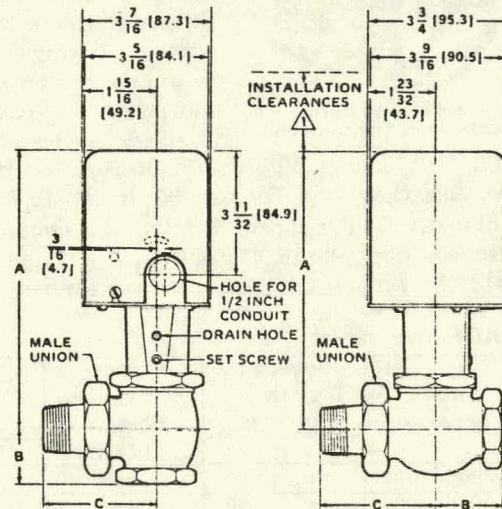 3 7/16 [87.3]
3 5/16 [84.1]
1 15/16
[49.2]
3 3/4 [95.3]
3 9/16 [90.5]
1 23/32
[43.7]
INSTALLATION
CLEARANCES
1
3 11/32 [84.9]
3/16
[4.7]
A
A
HOLE FOR
1/2 INCH
CONDUIT
DRAIN HOLE
SET SCREW
MALE
UNION
MALE
UNION
B
C
C
B